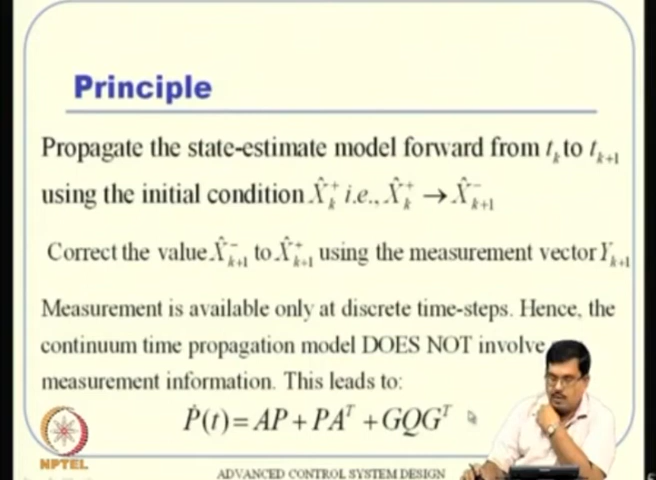 Principle
Propagate the state-estimate model forward from t_k to t_{k+1}
using the initial condition X̂_k^+ i.e., X̂_k^+ → X̂_{k+1}^-
Correct the value X̂_{k+1}^- to X̂_{k+1}^+ using the measurement vector Y_{k+1}
Measurement is available only at discrete time-steps. Hence, the
continuum time propagation model DOES NOT involve
measurement information. This leads to:
Ṗ(t) = AP + PA^T + GQG^T
NPTEL
ADVANCED CONTROL SYSTEM DESIGN